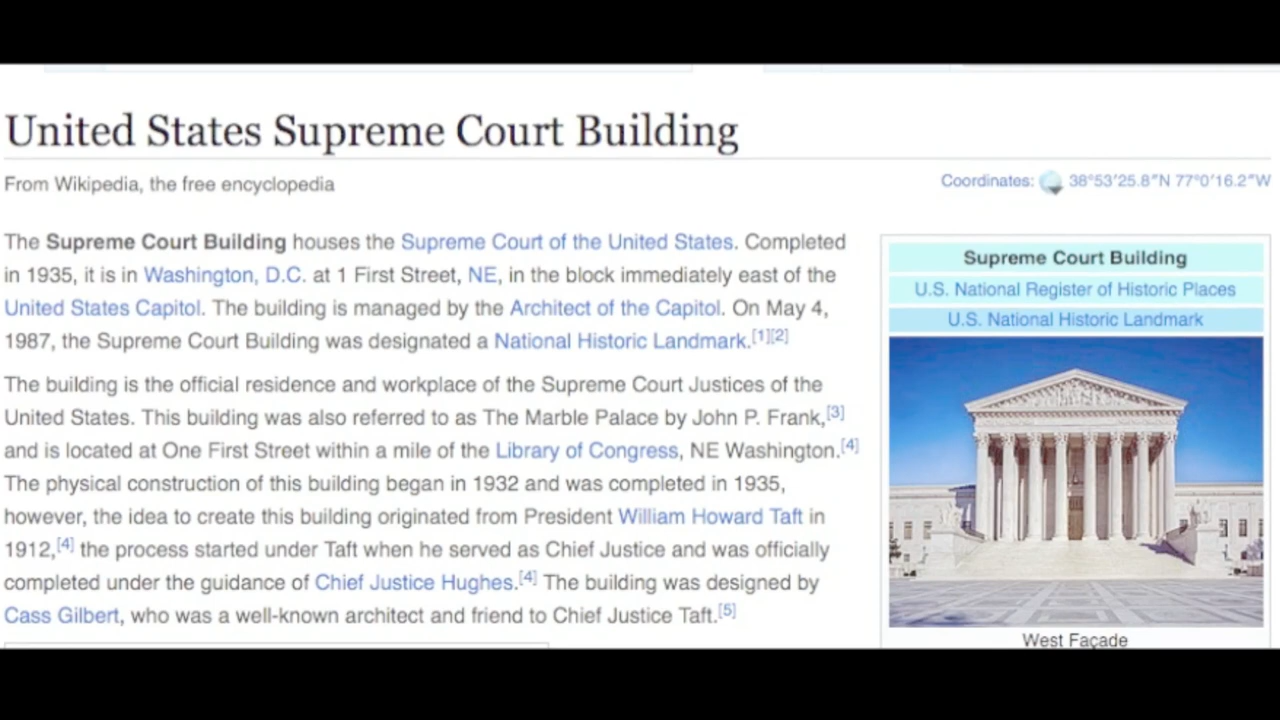 United States Supreme Court Building
From Wikipedia, the free encyclopedia
Coordinates: 38°53′25.8″N 77°0′16.2″W
The Supreme Court Building houses the Supreme Court of the United States. Completed
in 1935, it is in Washington, D.C. at 1 First Street, NE, in the block immediately east of the
United States Capitol. The building is managed by the Architect of the Capitol. On May 4,
1987, the Supreme Court Building was designated a National Historic Landmark.[1][2]
The building is the official residence and workplace of the Supreme Court Justices of the
United States. This building was also referred to as The Marble Palace by John P. Frank,[3]
and is located at One First Street within a mile of the Library of Congress, NE Washington.[4]
The physical construction of this building began in 1932 and was completed in 1935,
however, the idea to create this building originated from President William Howard Taft in
1912,[4] the process started under Taft when he served as Chief Justice and was officially
completed under the guidance of Chief Justice Hughes.[4] The building was designed by
Cass Gilbert, who was a well-known architect and friend to Chief Justice Taft.[5]
Supreme Court Building
U.S. National Register of Historic Places
U.S. National Historic Landmark
West Façade